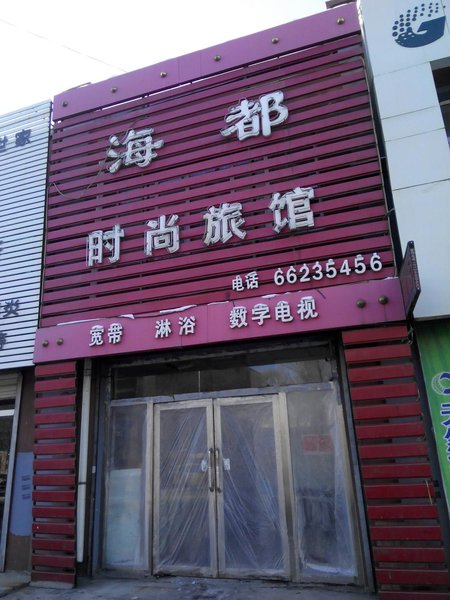 海都
时尚旅馆
电话 66235456
宽带 淋浴 数字电视